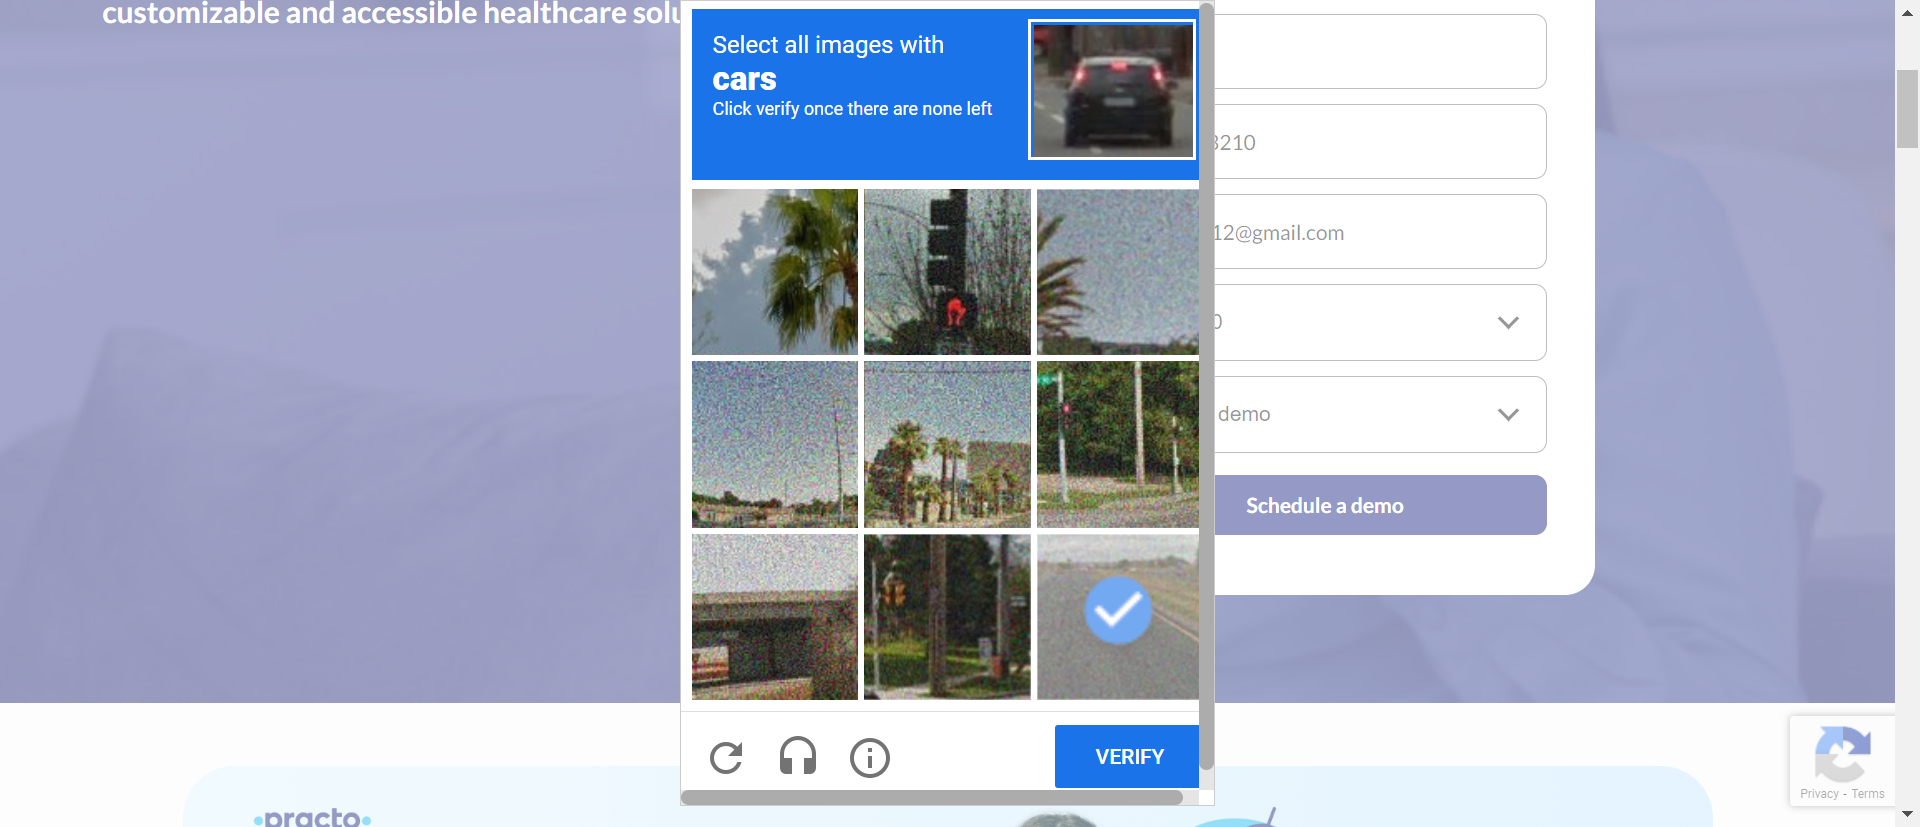 customizable and accessible healthcare solu
Select all images with
cars
Click verify once there are none left
3210
12@gmail.com
0
demo
Schedule a demo
VERIFY
Privacy - Terms
practo